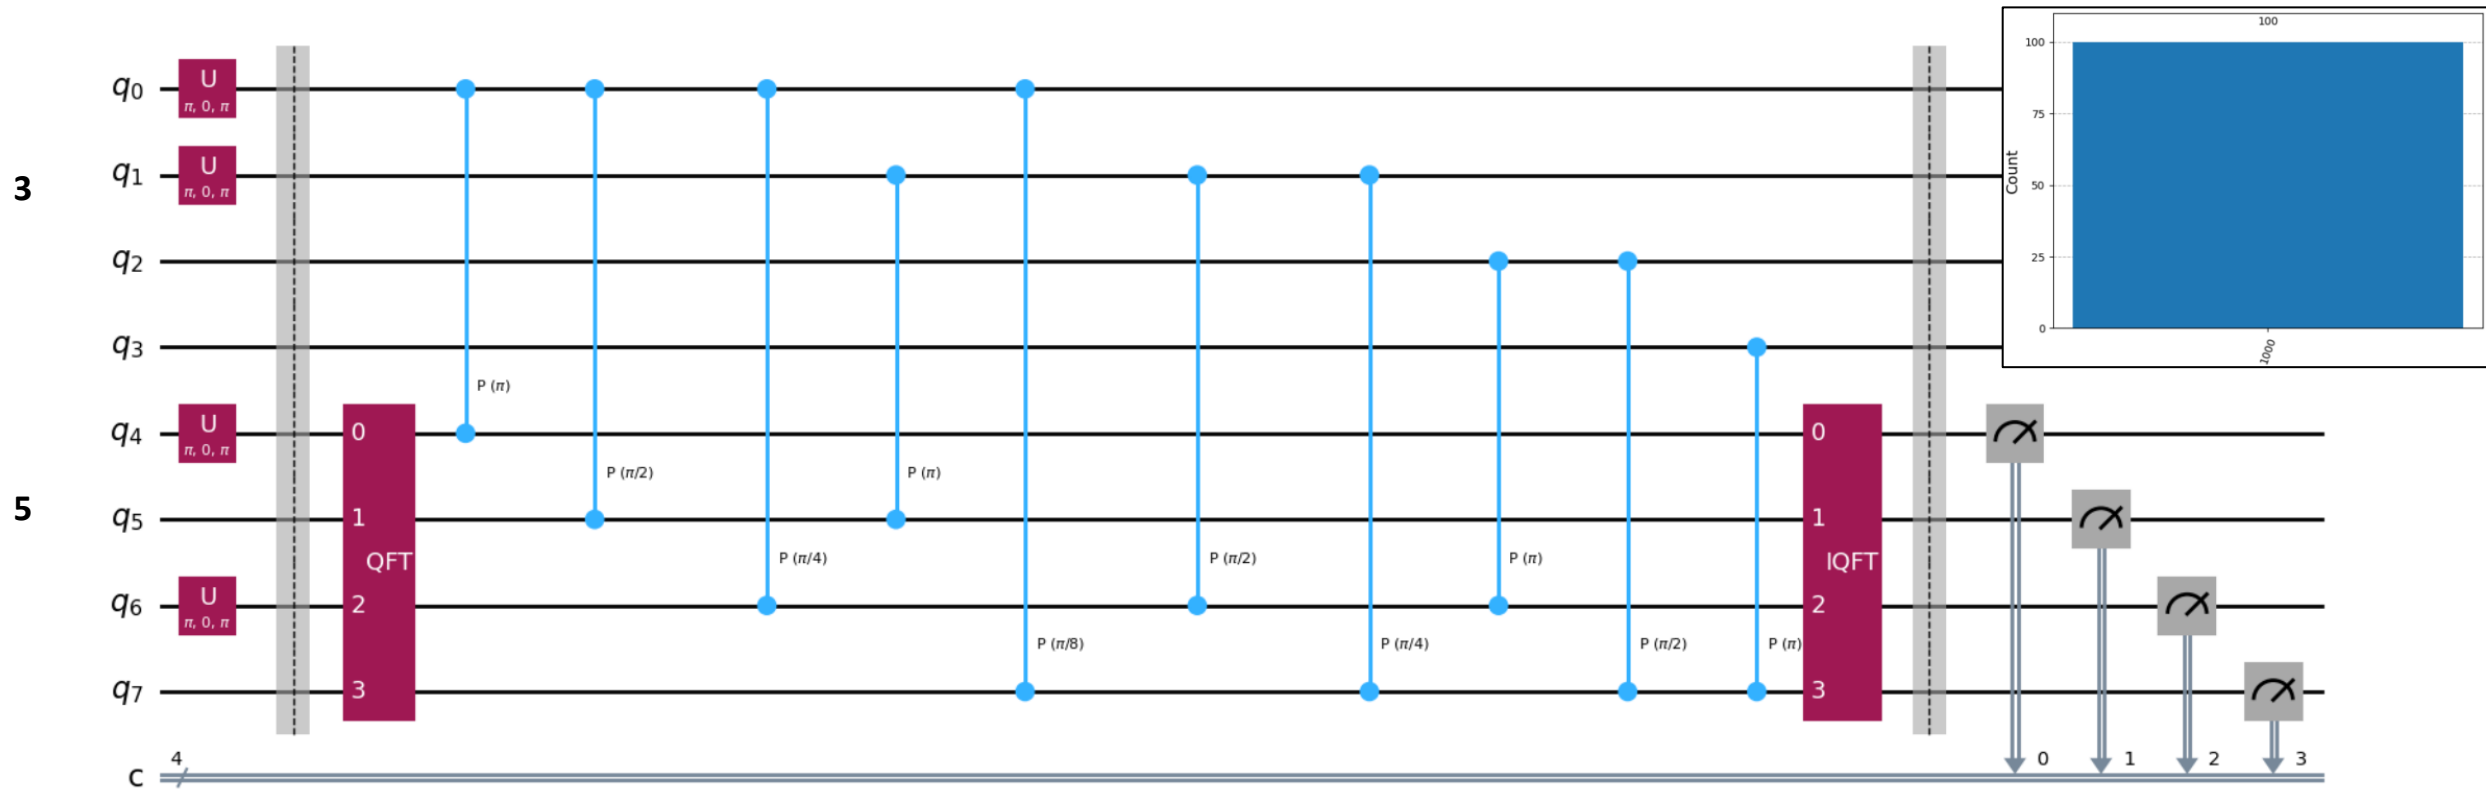 100
100
75
50
25
0
Count
1000
3
5
q0
U
π, 0, π
q1
U
π, 0, π
q2
q3
P (π)
q4
U
π, 0, π
0
0
P (π/2)
P (π)
q5
1
1
QFT
P (π/4)
P (π/2)
P (π)
IQFT
q6
U
π, 0, π
2
2
P (π/8)
P (π/4)
P (π/2)
P (π)
q7
3
3
4
0
1
2
3
c